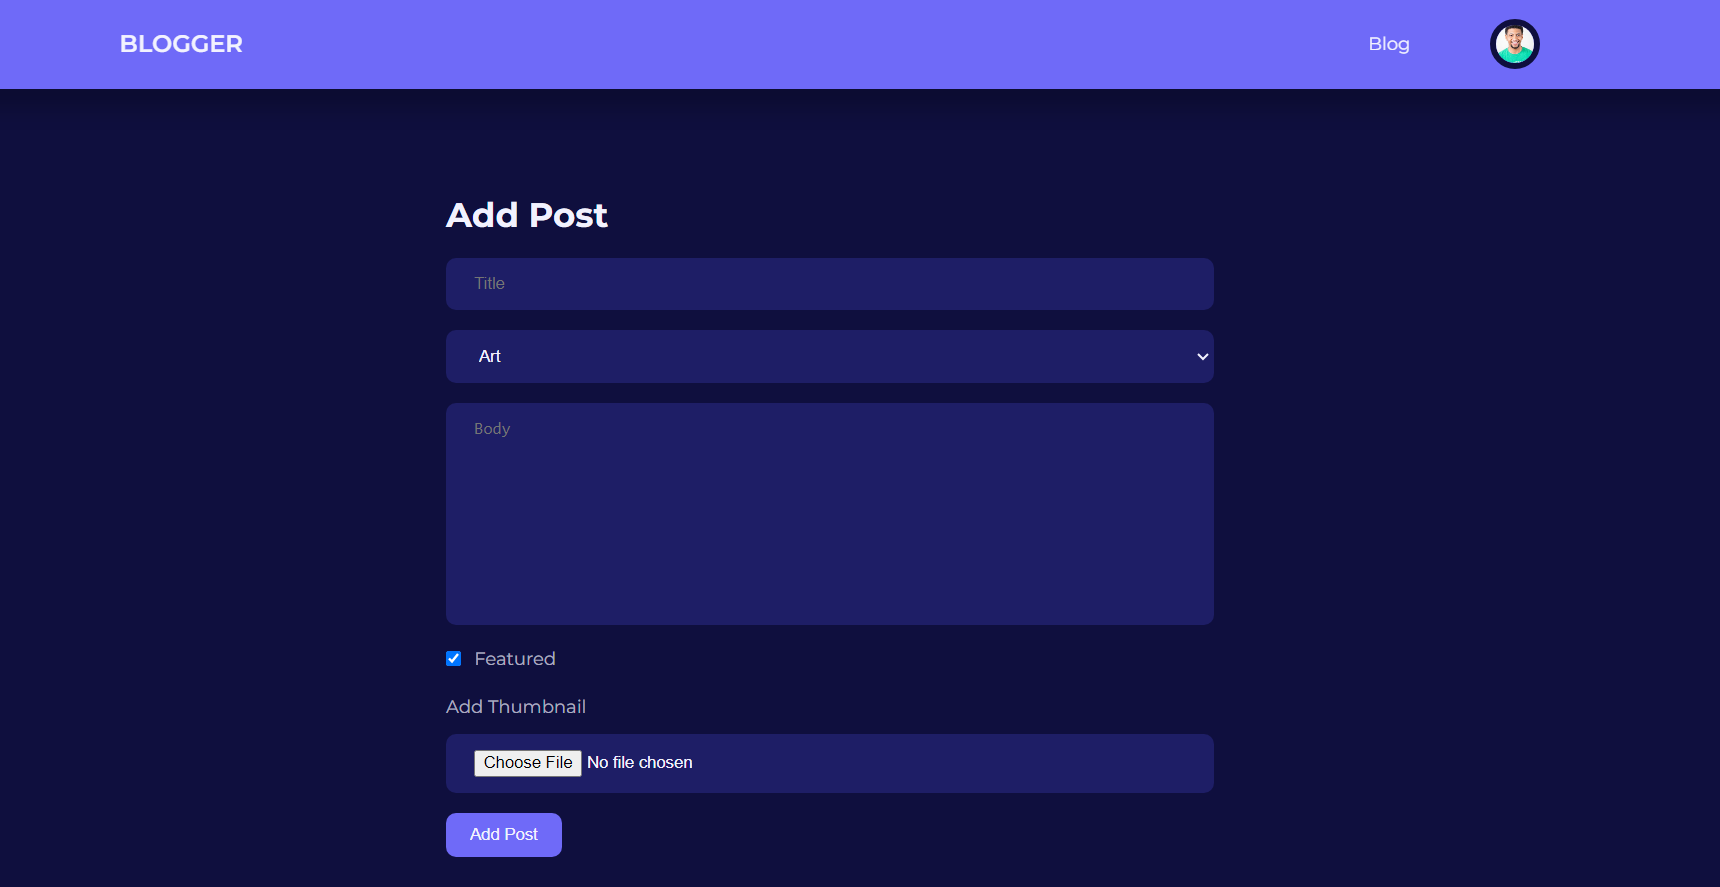 BLOGGER
Blog
Add Post
Title
Art
Body
Featured
Add Thumbnail
Choose File No file chosen
Add Post